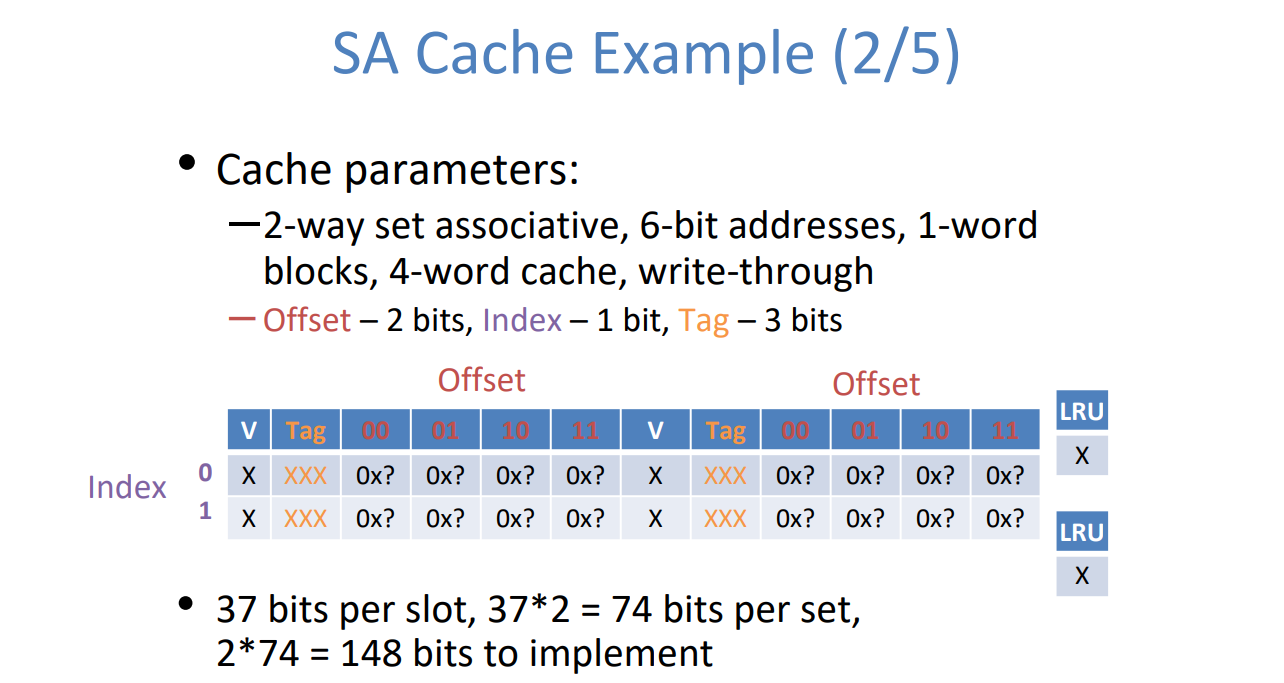 SA Cache Example (2/5)
• Cache parameters:
—2-way set associative, 6-bit addresses, 1-word
blocks, 4-word cache, write-through
— Offset – 2 bits, Index – 1 bit, Tag – 3 bits
Offset Offset
V Tag 00 01 10 11 V Tag 00 01 10 11 LRU
Index 0 X XXX 0x? 0x? 0x? 0x? X XXX 0x? 0x? 0x? 0x? X
1 X XXX 0x? 0x? 0x? 0x? X XXX 0x? 0x? 0x? 0x? LRU
X
• 37 bits per slot, 37*2 = 74 bits per set,
2*74 = 148 bits to implement